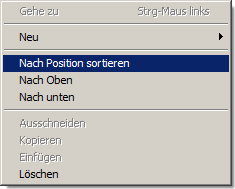 Gehe zu Strg-Maus links
Neu
Nach Position sortieren
Nach Oben
Nach unten
Ausschneiden
Kopieren
Einfügen
Löschen